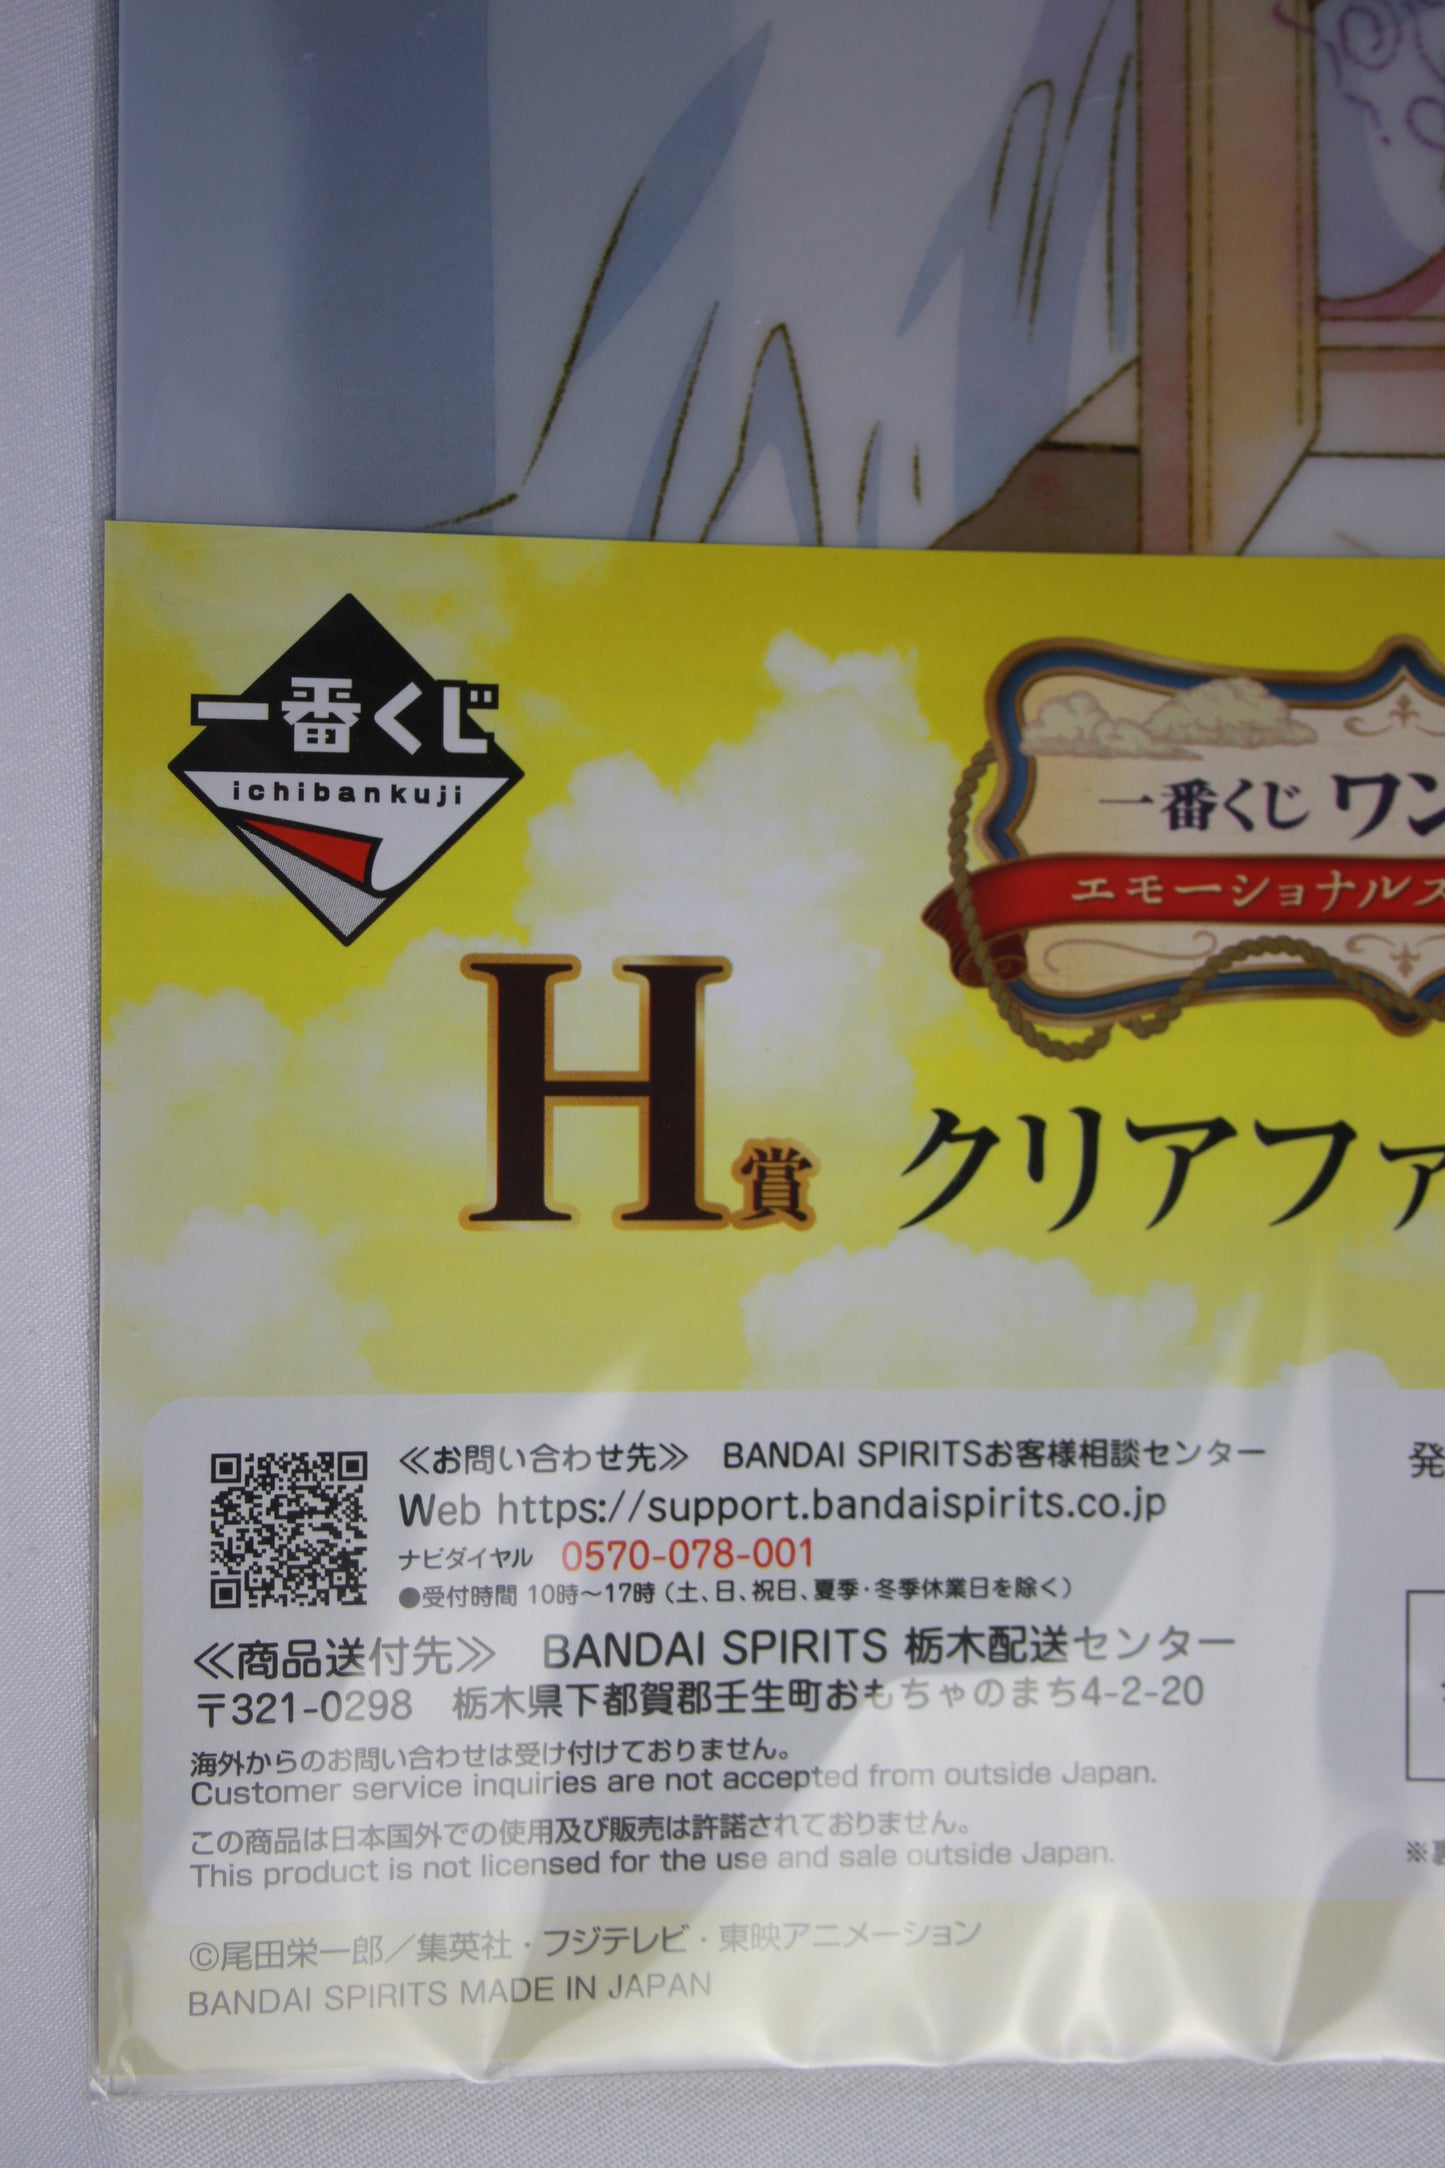 一番くじ
ichibankuji
一番くじ ワン
エモーショナルス
H賞
クリアファ
≪お問い合わせ先≫ BANDAI SPIRITSお客様相談センター
発
Web https://support.bandaispirits.co.jp
ナビダイヤル 0570-078-001
●受付時間 10時～17時（土、日、祝日、夏季・冬季休業日を除く）
≪商品送付先≫ BANDAI SPIRITS 栃木配送センター
〒321-0298 栃木県下都賀郡壬生町おもちゃのまち4-2-20
海外からのお問い合わせは受け付けておりません。
Customer service inquiries are not accepted from outside Japan.
この商品は日本国外での使用及び販売は許諾されておりません。
This product is not licensed for the use and sale outside Japan.
©尾田栄一郎／集英社・フジテレビ・東映アニメーション
BANDAI SPIRITS MADE IN JAPAN